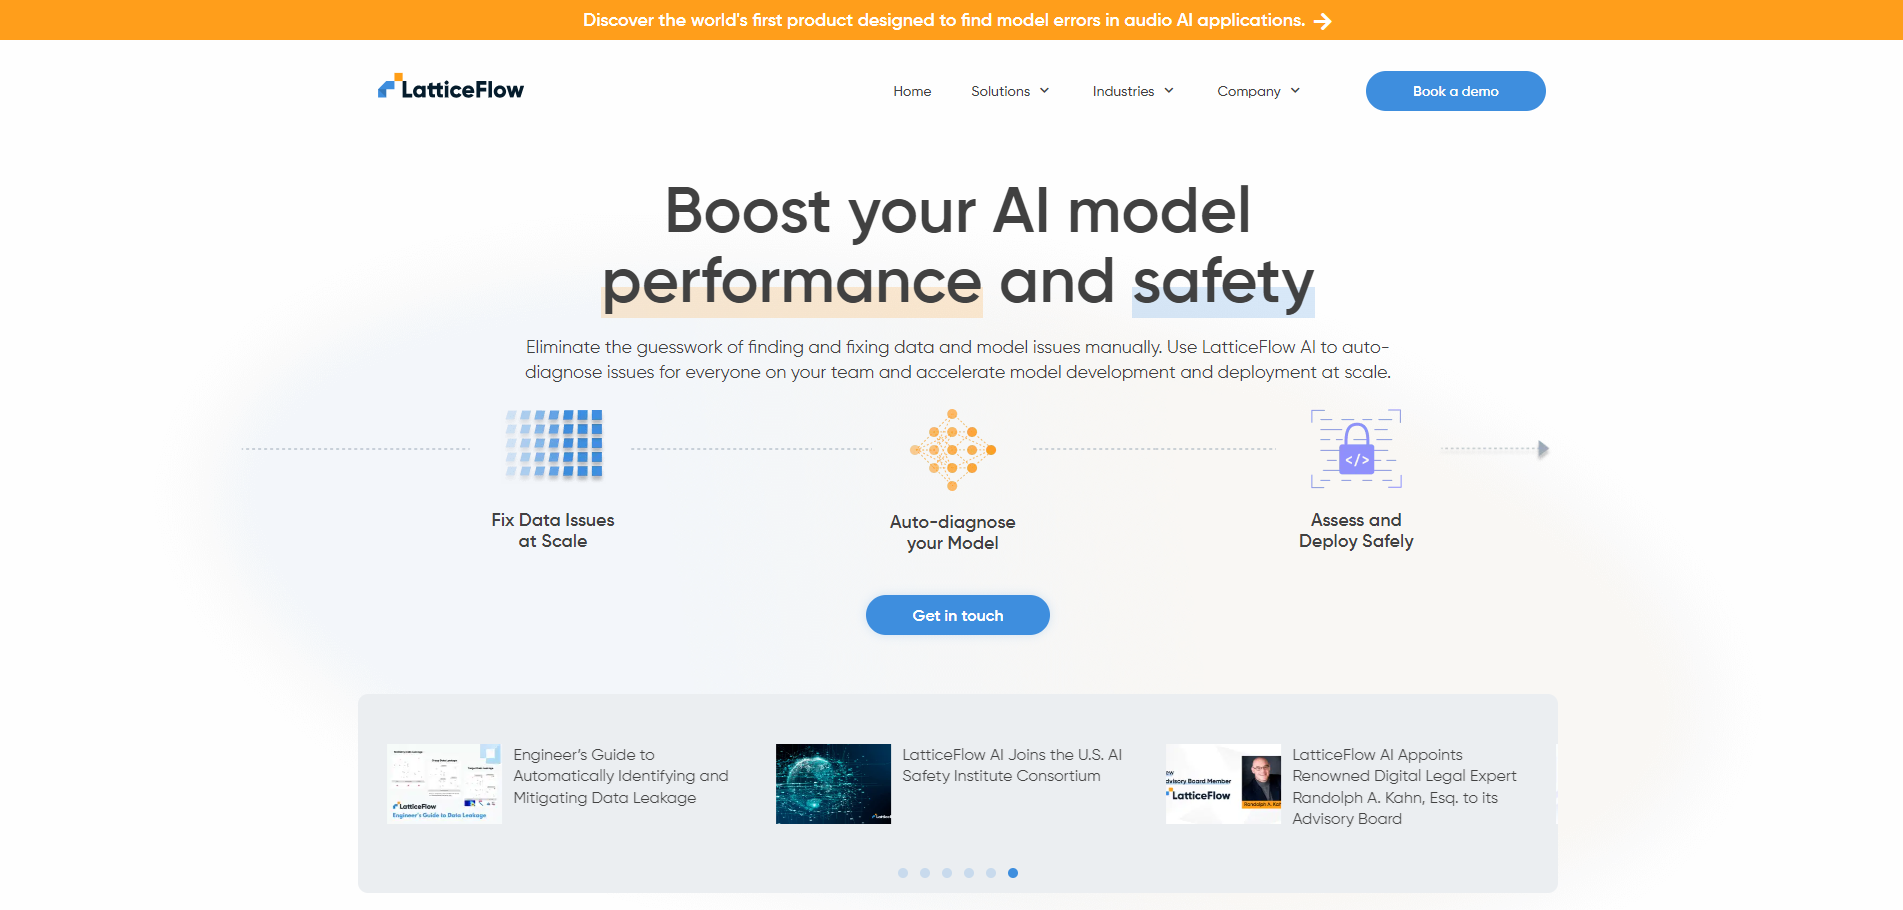 Discover the world's first product designed to find model errors in audio AI applications.
LatticeFlow
Home
Solutions
Industries
Company
Book a demo
Boost your AI model
performance and safety
Eliminate the guesswork of finding and fixing data and model issues manually. Use LatticeFlow AI to auto-
diagnose issues for everyone on your team and accelerate model development and deployment at scale.
</>
Fix Data Issues
at Scale
Auto-diagnose
your Model
Assess and
Deploy Safely
Get in touch
LatticeFlow
Engineer's Guide to Data Leakage
Engineer’s Guide to
Automatically Identifying and
Mitigating Data Leakage
LatticeFlow AI Joins the U.S. AI
Safety Institute Consortium
dvisory Board Member
LatticeFlow
Randolph A. Kah
LatticeFlow AI Appoints
Renowned Digital Legal Expert
Randolph A. Kahn, Esq. to its
Advisory Board